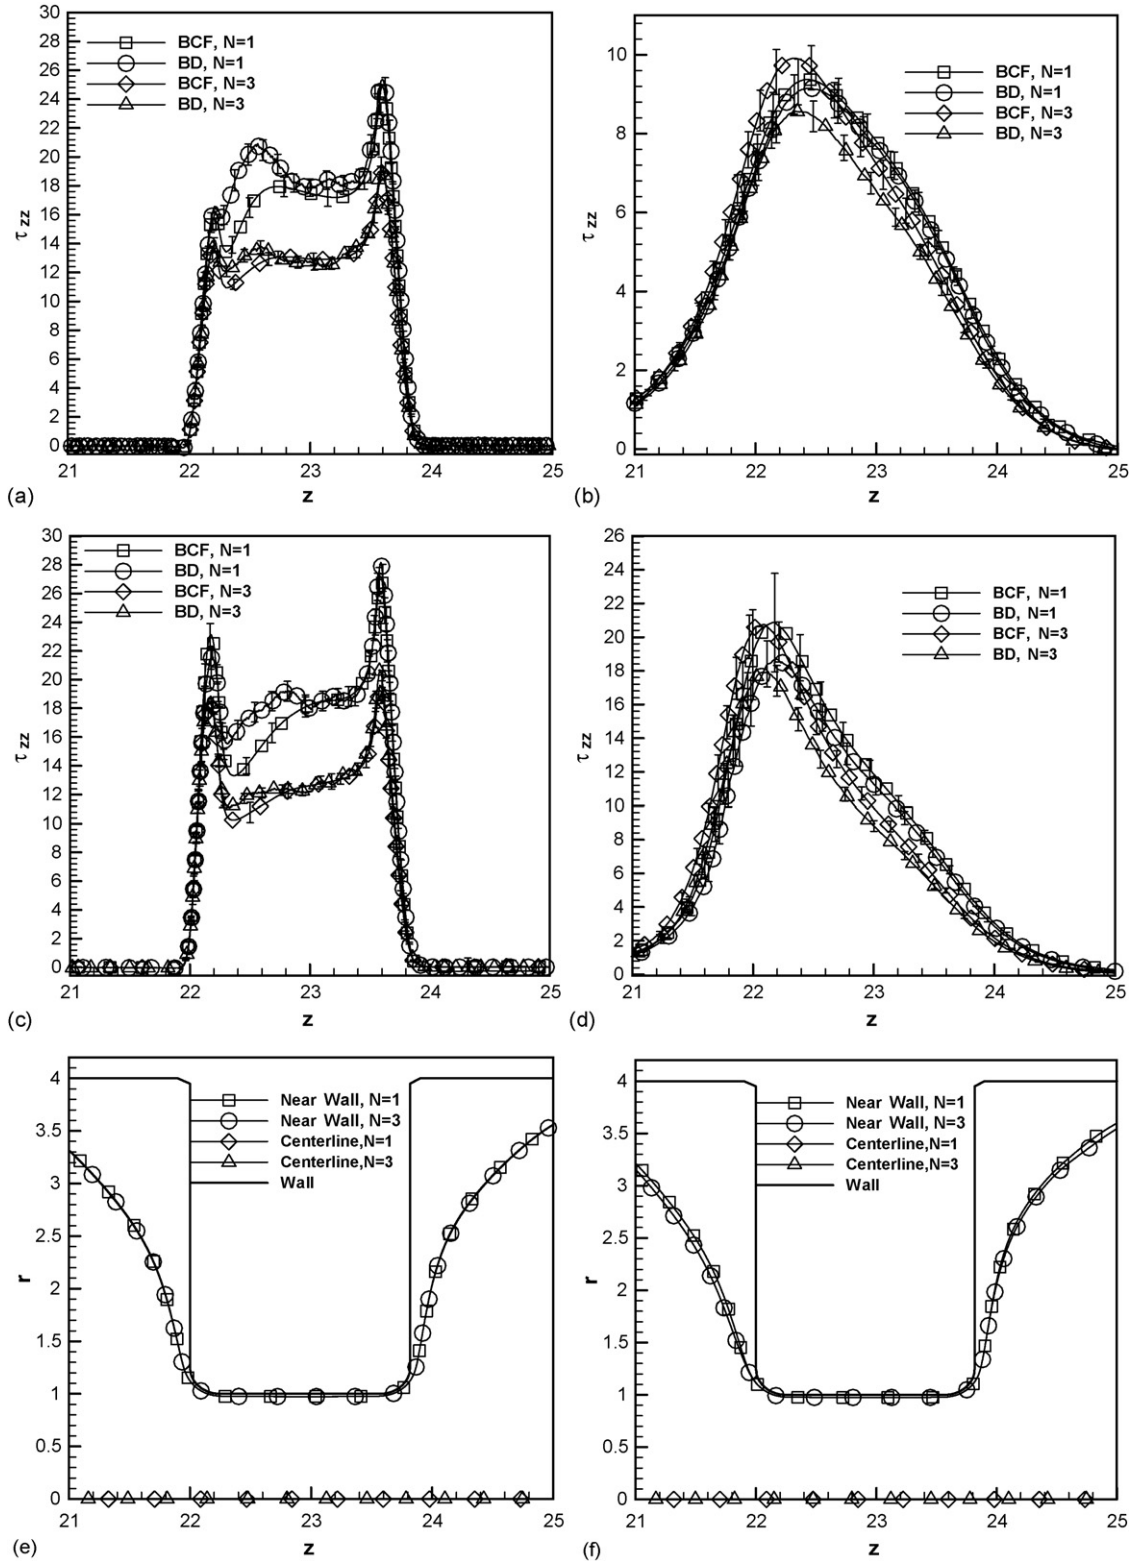 30
28
26
24
22
20
18
16
14
12
10
8
6
4
2
0
τzz
BCF, N=1
BD, N=1
BCF, N=3
BD, N=3
21 22 23 24 25
z
(a)
10
8
6
4
2
0
τzz
BCF, N=1
BD, N=1
BCF, N=3
BD, N=3
21 22 23 24 25
z
(b)
30
28
26
24
22
20
18
16
14
12
10
8
6
4
2
0
τzz
BCF, N=1
BD, N=1
BCF, N=3
BD, N=3
21 22 23 24 25
z
(c)
26
24
22
20
18
16
14
12
10
8
6
4
2
0
τzz
BCF, N=1
BD, N=1
BCF, N=3
BD, N=3
21 22 23 24 25
z
(d)
4
3.5
3
2.5
2
1.5
1
0.5
0
r
Near Wall, N=1
Near Wall, N=3
Centerline,N=1
Centerline,N=3
Wall
21 22 23 24 25
z
(e)
4
3.5
3
2.5
2
1.5
1
0.5
0
r
Near Wall, N=1
Near Wall, N=3
Centerline,N=1
Centerline,N=3
Wall
21 22 23 24 25
z
(f)